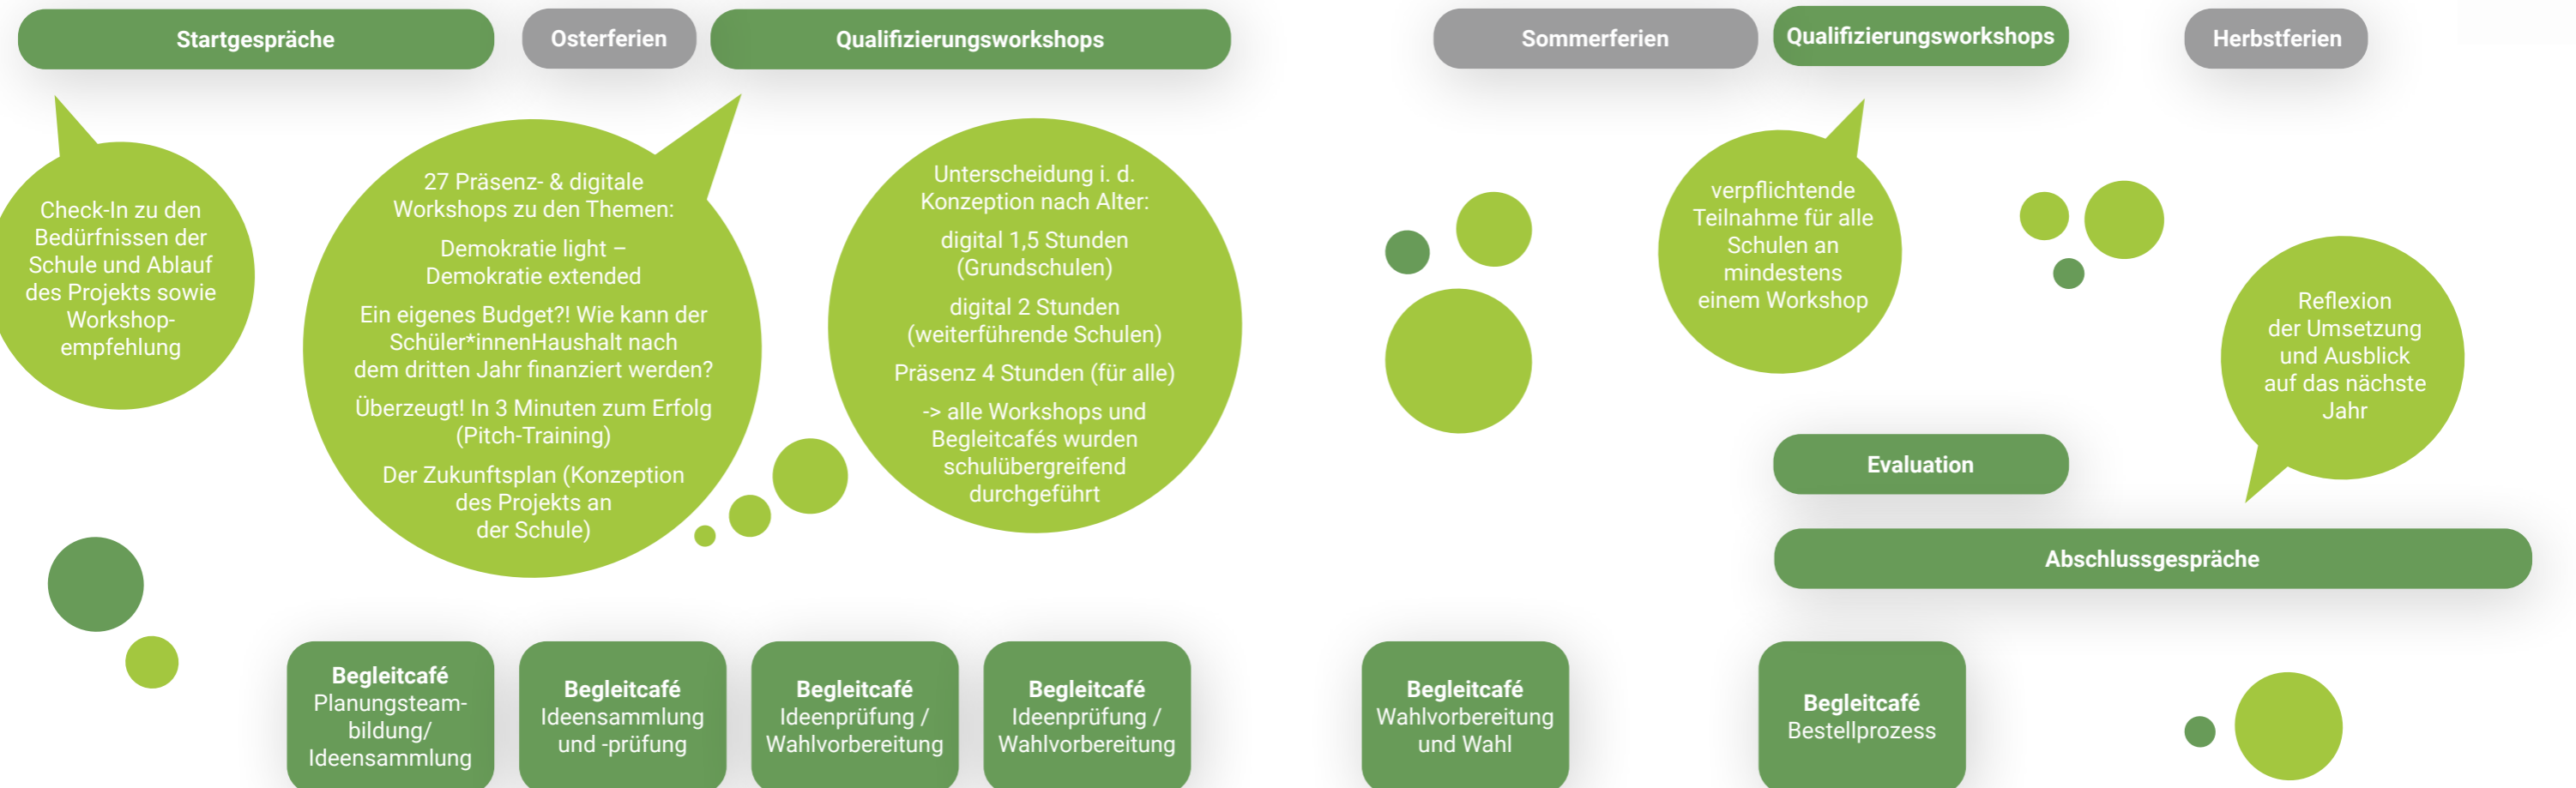 Startgespräche
Osterferien
Qualifizierungsworkshops
Sommerferien
Qualifizierungsworkshops
Herbstferien
Check-In zu den
Bedürfnissen der
Schule und Ablauf
des Projekts sowie
Workshop-
empfehlung
27 Präsenz- & digitale
Workshops zu den Themen:
Demokratie light –
Demokratie extended
Ein eigenes Budget?! Wie kann der
Schüler*innenHaushalt nach
dem dritten Jahr finanziert werden?
Überzeugt! In 3 Minuten zum Erfolg
(Pitch-Training)
Der Zukunftsplan (Konzeption
des Projekts an
der Schule)
Unterscheidung i. d.
Konzeption nach Alter:
digital 1,5 Stunden
(Grundschulen)
digital 2 Stunden
(weiterführende Schulen)
Präsenz 4 Stunden (für alle)
-> alle Workshops und
Begleitcafés wurden
schulübergreifend
durchgeführt
verpflichtende
Teilnahme für alle
Schulen an
mindestens
einem Workshop
Reflexion
der Umsetzung
und Ausblick
auf das nächste
Jahr
Evaluation
Abschlussgespräche
Begleitcafé
Planungsteam-
bildung/
Ideensammlung
Begleitcafé
Ideensammlung
und -prüfung
Begleitcafé
Ideenprüfung /
Wahlvorbereitung
Begleitcafé
Ideenprüfung /
Wahlvorbereitung
Begleitcafé
Wahlvorbereitung
und Wahl
Begleitcafé
Bestellprozess